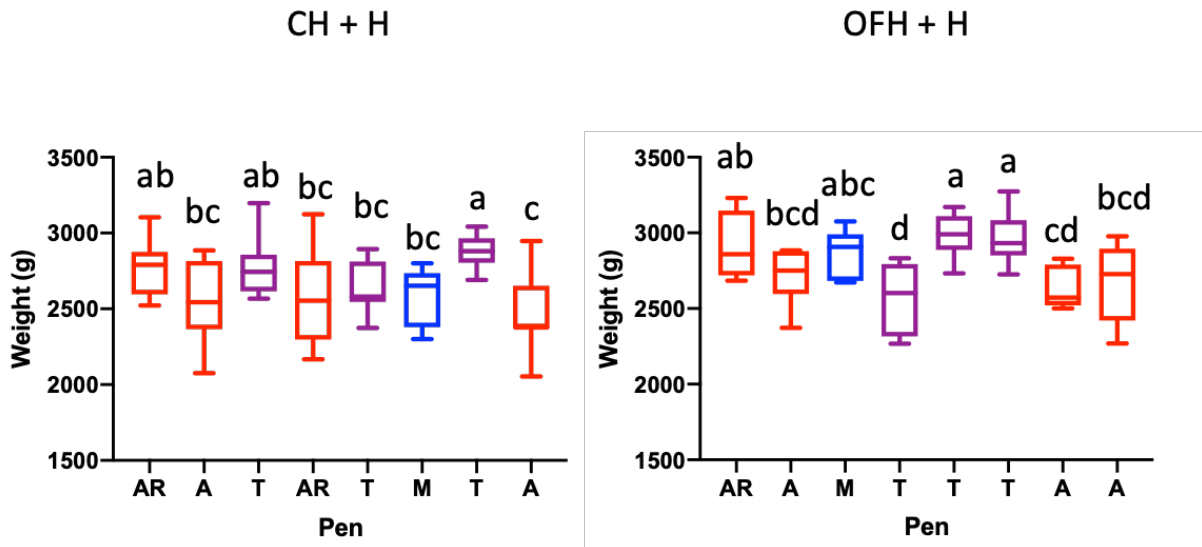 CH + H
OFH + H
3500
3000
2500
2000
1500
Weight (g)
ab
bc
ab
bc
bc
bc
a
c
AR A T AR T M T A
Pen
3500
3000
2500
2000
1500
Weight (g)
ab
bcd
abc
d
a
a
cd
bcd
AR A M T T T A A
Pen